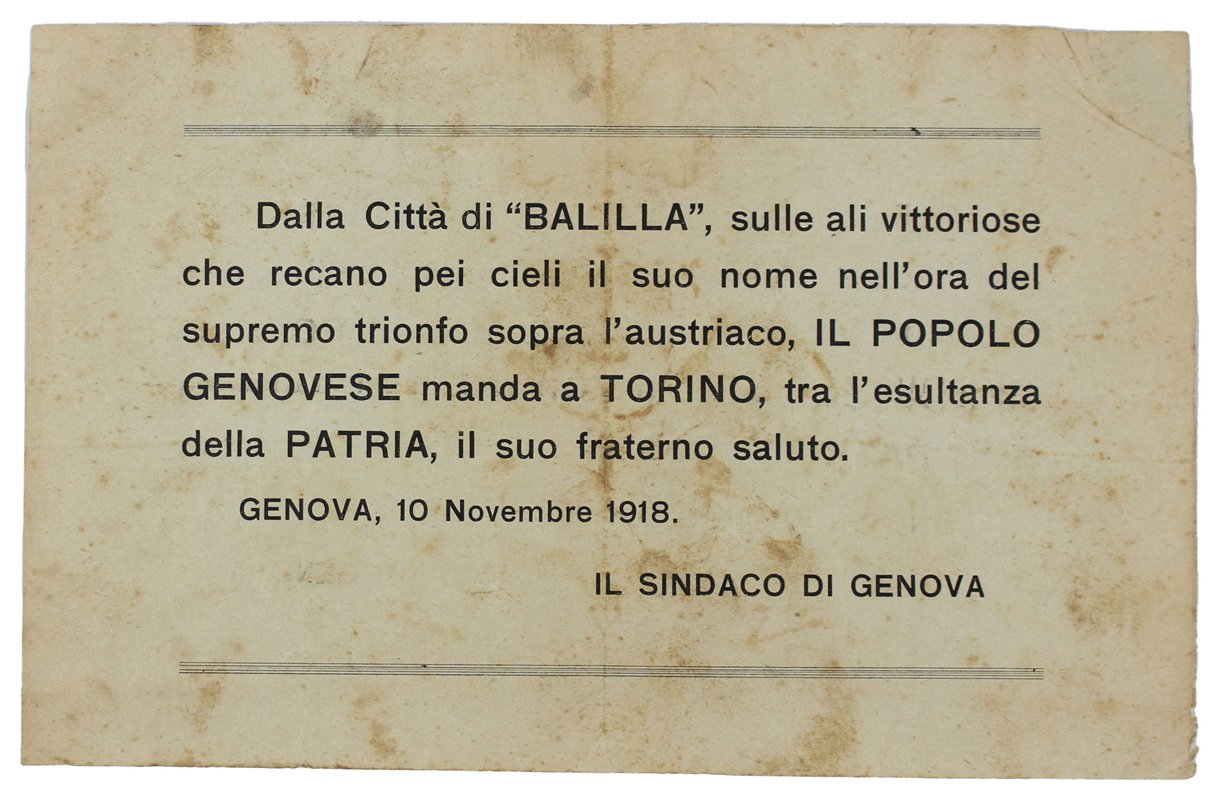 Dalla Città di “BALILLA”, sulle ali vittoriose
che recano pei cieli il suo nome nell’ora del
supremo trionfo sopra l’austriaco, IL POPOLO
GENOVESE manda a TORINO, tra l’esultanza
della PATRIA, il suo fraterno saluto.
GENOVA, 10 Novembre 1918.
IL SINDACO DI GENOVA